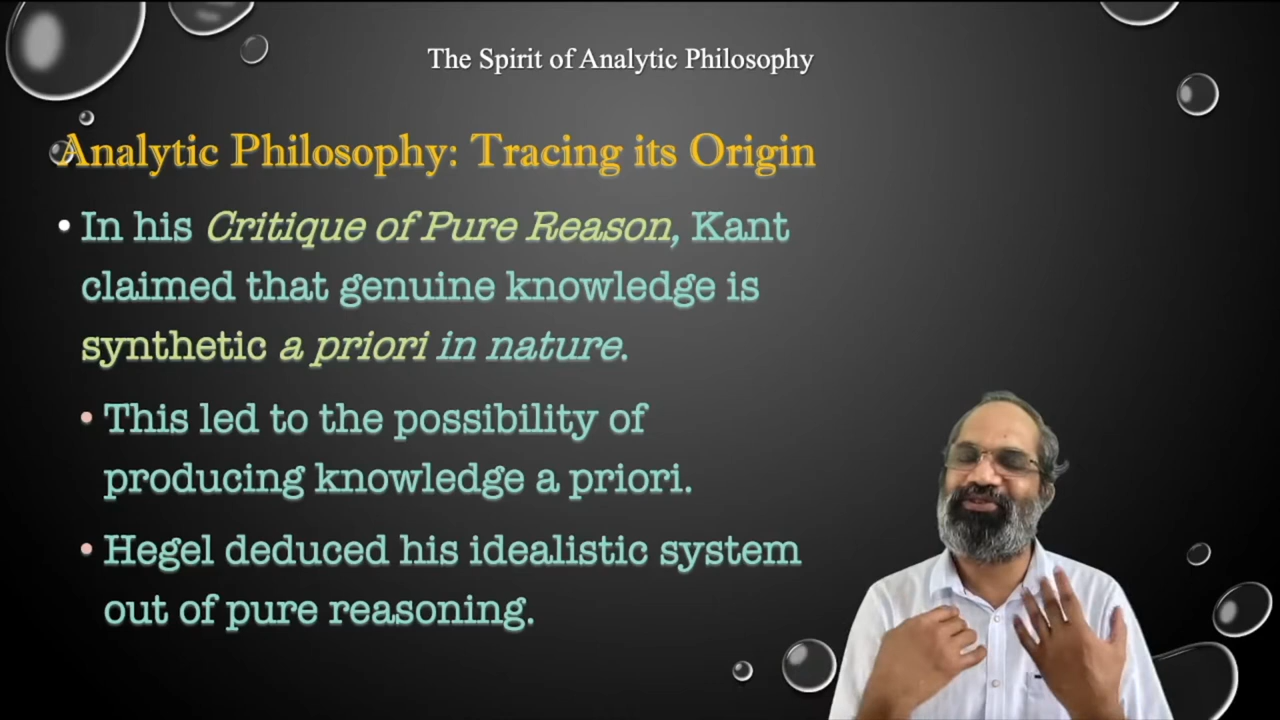 The Spirit of Analytic Philosophy
Analytic Philosophy: Tracing its Origin
• In his Critique of Pure Reason, Kant
claimed that genuine knowledge is
synthetic a priori in nature.
• This led to the possibility of
producing knowledge a priori.
• Hegel deduced his idealistic system
out of pure reasoning.